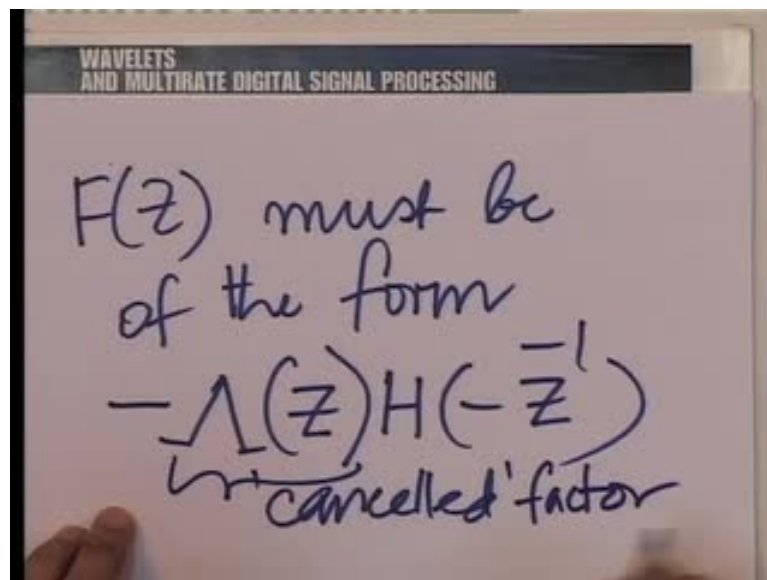 WAVELETS
AND MULTIRATE DIGITAL SIGNAL PROCESSING
F(Z) must be
of the form
-Λ(Z)H(-Z⁻¹)
'cancelled' factor